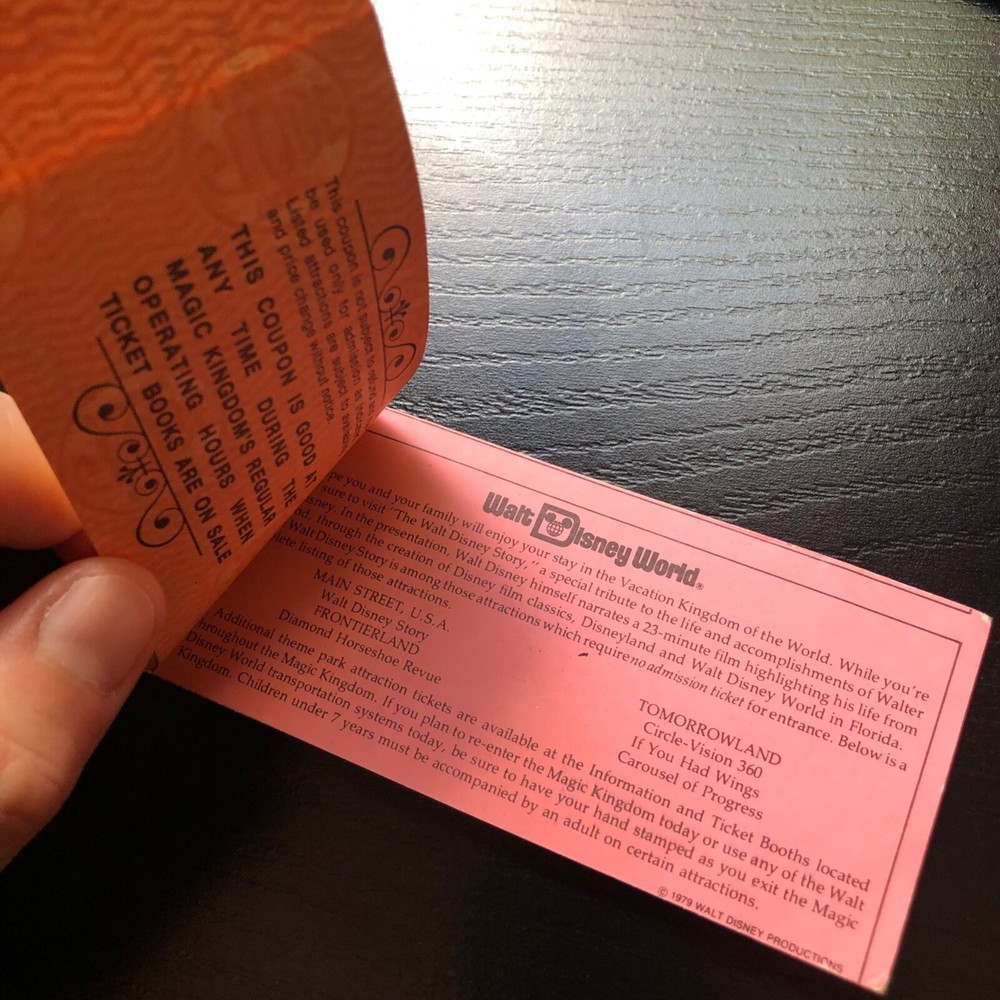 This coupon is not subject to
be used only for admission as
Listed attractions are subject to
and price change without notice.
THIS COUPON IS GOOD
ANY TIME DURING THE
MAGIC KINGDOM'S REGULAR
OPERATING HOURS WHEN
TICKET BOOKS ARE ON SALE
Walt Disney World®
you and your family will enjoy your stay in the Vacation Kingdom of the World. While you're
sure to visit "The Walt Disney Story," a special tribute to the life and accomplishments of Walter
In the presentation, Walt Disney himself narrates a 23-minute film highlighting his life from
through the creation of Disney film classics, Disneyland and Walt Disney World in Florida.
Walt Disney Story is among those attractions which require no admission ticket for entrance. Below is a
listing of those attractions.
MAIN STREET, U.S.A.
Walt Disney Story
FRONTIERLAND
Diamond Horseshoe Revue
TOMORROWLAND
Circle-Vision 360
If You Had Wings
Carousel of Progress
Additional theme park attraction tickets are available at the Information and Ticket Booths located
throughout the Magic Kingdom. If you plan to re-enter the Magic Kingdom today or use any of the Walt
Disney World transportation systems today, be sure to have your hand stamped as you exit the Magic
Kingdom. Children under 7 years must be accompanied by an adult on certain attractions.
© 1979 WALT DISNEY PRODUCTIONS